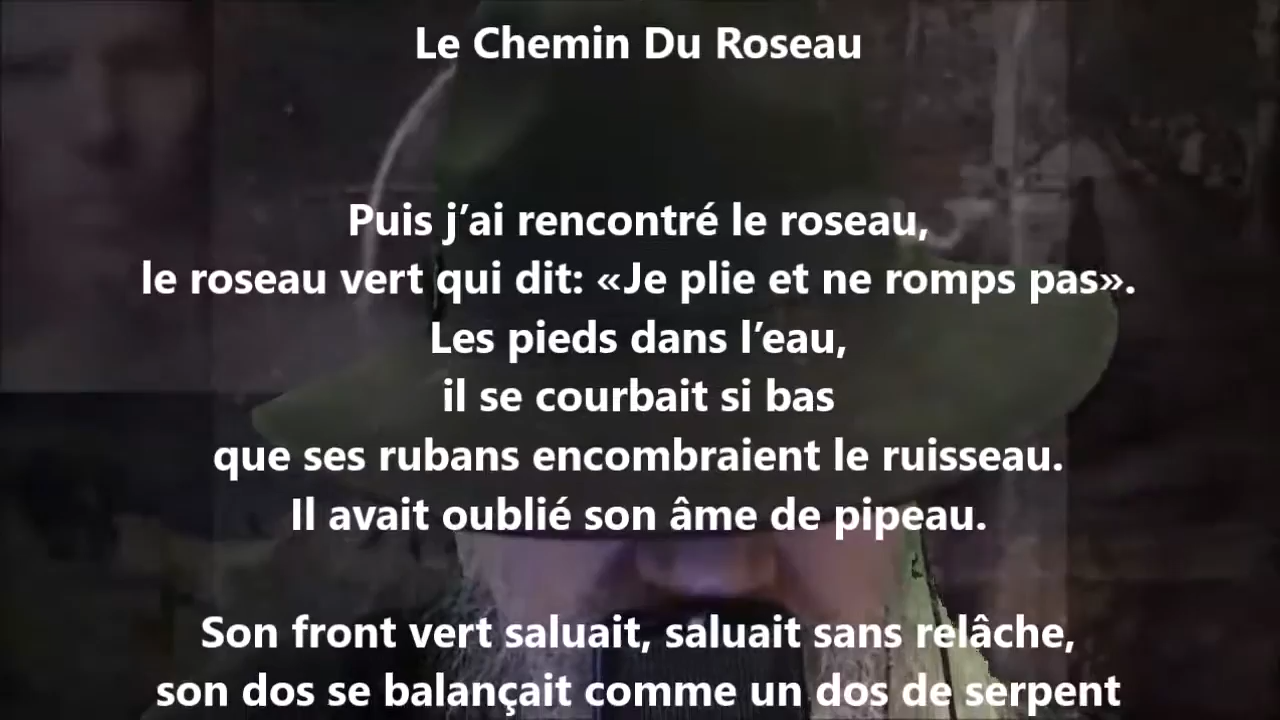 Le Chemin Du Roseau
Puis j’ai rencontré le roseau,
le roseau vert qui dit: «Je plie et ne romps pas».
Les pieds dans l’eau,
il se courbait si bas
que ses rubans encombraient le ruisseau.
Il avait oublié son âme de pipeau.
Son front vert saluait, saluait sans relâche,
son dos se balançait comme un dos de serpent